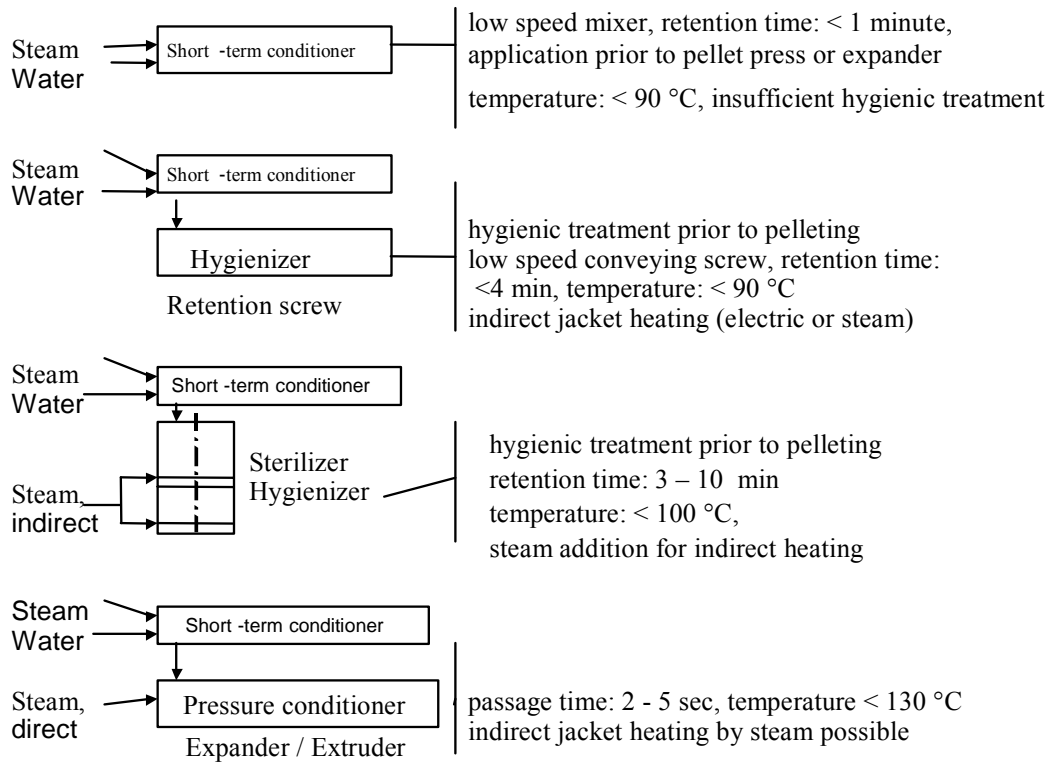 Steam
Water
Short -term conditioner
low speed mixer, retention time: < 1 minute,
application prior to pellet press or expander
temperature: < 90 °C, insufficient hygienic treatment
Steam
Water
Short -term conditioner
Hygienizer
Retention screw
hygienic treatment prior to pelleting
low speed conveying screw, retention time:
<4 min, temperature: < 90 °C
indirect jacket heating (electric or steam)
Steam
Water
Short -term conditioner
Steam,
indirect
Sterilizer
Hygienizer
hygienic treatment prior to pelleting
retention time: 3 – 10 min
temperature: < 100 °C,
steam addition for indirect heating
Steam
Water
Short -term conditioner
Steam,
direct
Pressure conditioner
Expander / Extruder
passage time: 2 - 5 sec, temperature < 130 °C
indirect jacket heating by steam possible